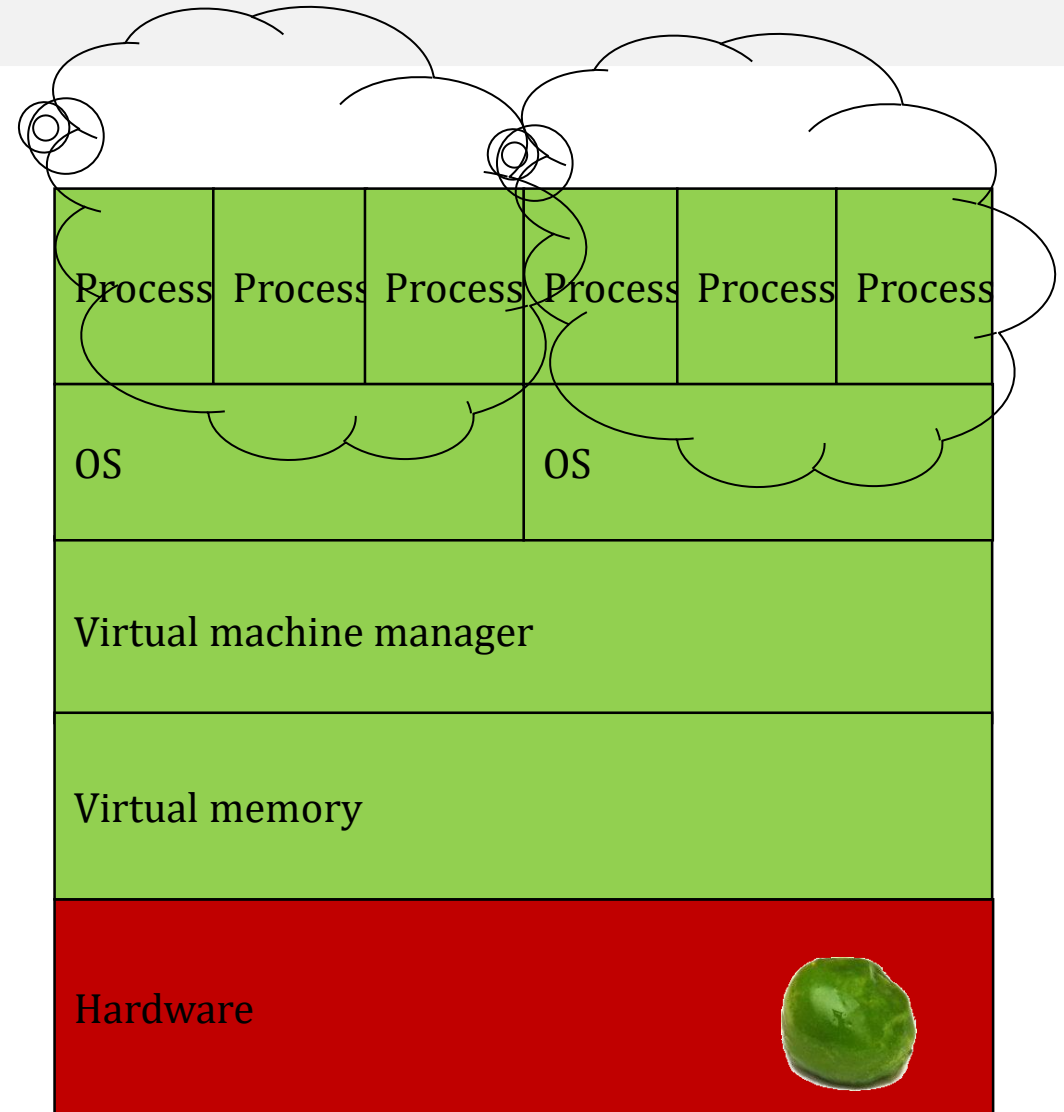 Process Process Process Process Process Process
OS OS
Virtual machine manager
Virtual memory
Hardware